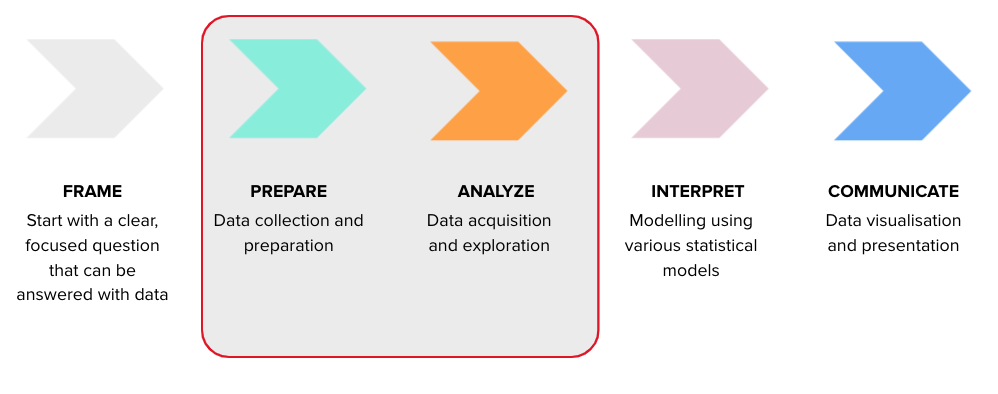 FRAME
Start with a clear,
focused question
that can be
answered with data
PREPARE
Data collection and
preparation
ANALYZE
Data acquisition
and exploration
INTERPRET
Modelling using
various statistical
models
COMMUNICATE
Data visualisation
and presentation